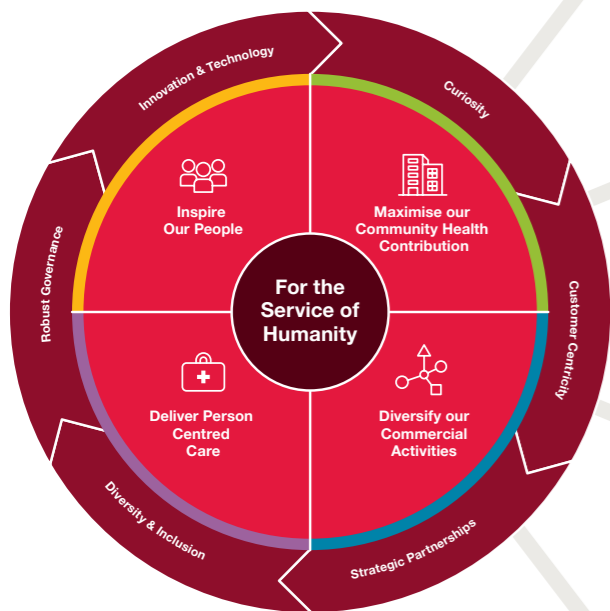 Innovation & Technology
Curiosity
Inspire
Our People
Maximise our
Community Health
Contribution
Robust Governance
For the
Service of
Humanity
Customer Centricity
Deliver Person
Centred
Care
Diversify our
Commercial
Activities
Diversity & Inclusion
Strategic Partnerships